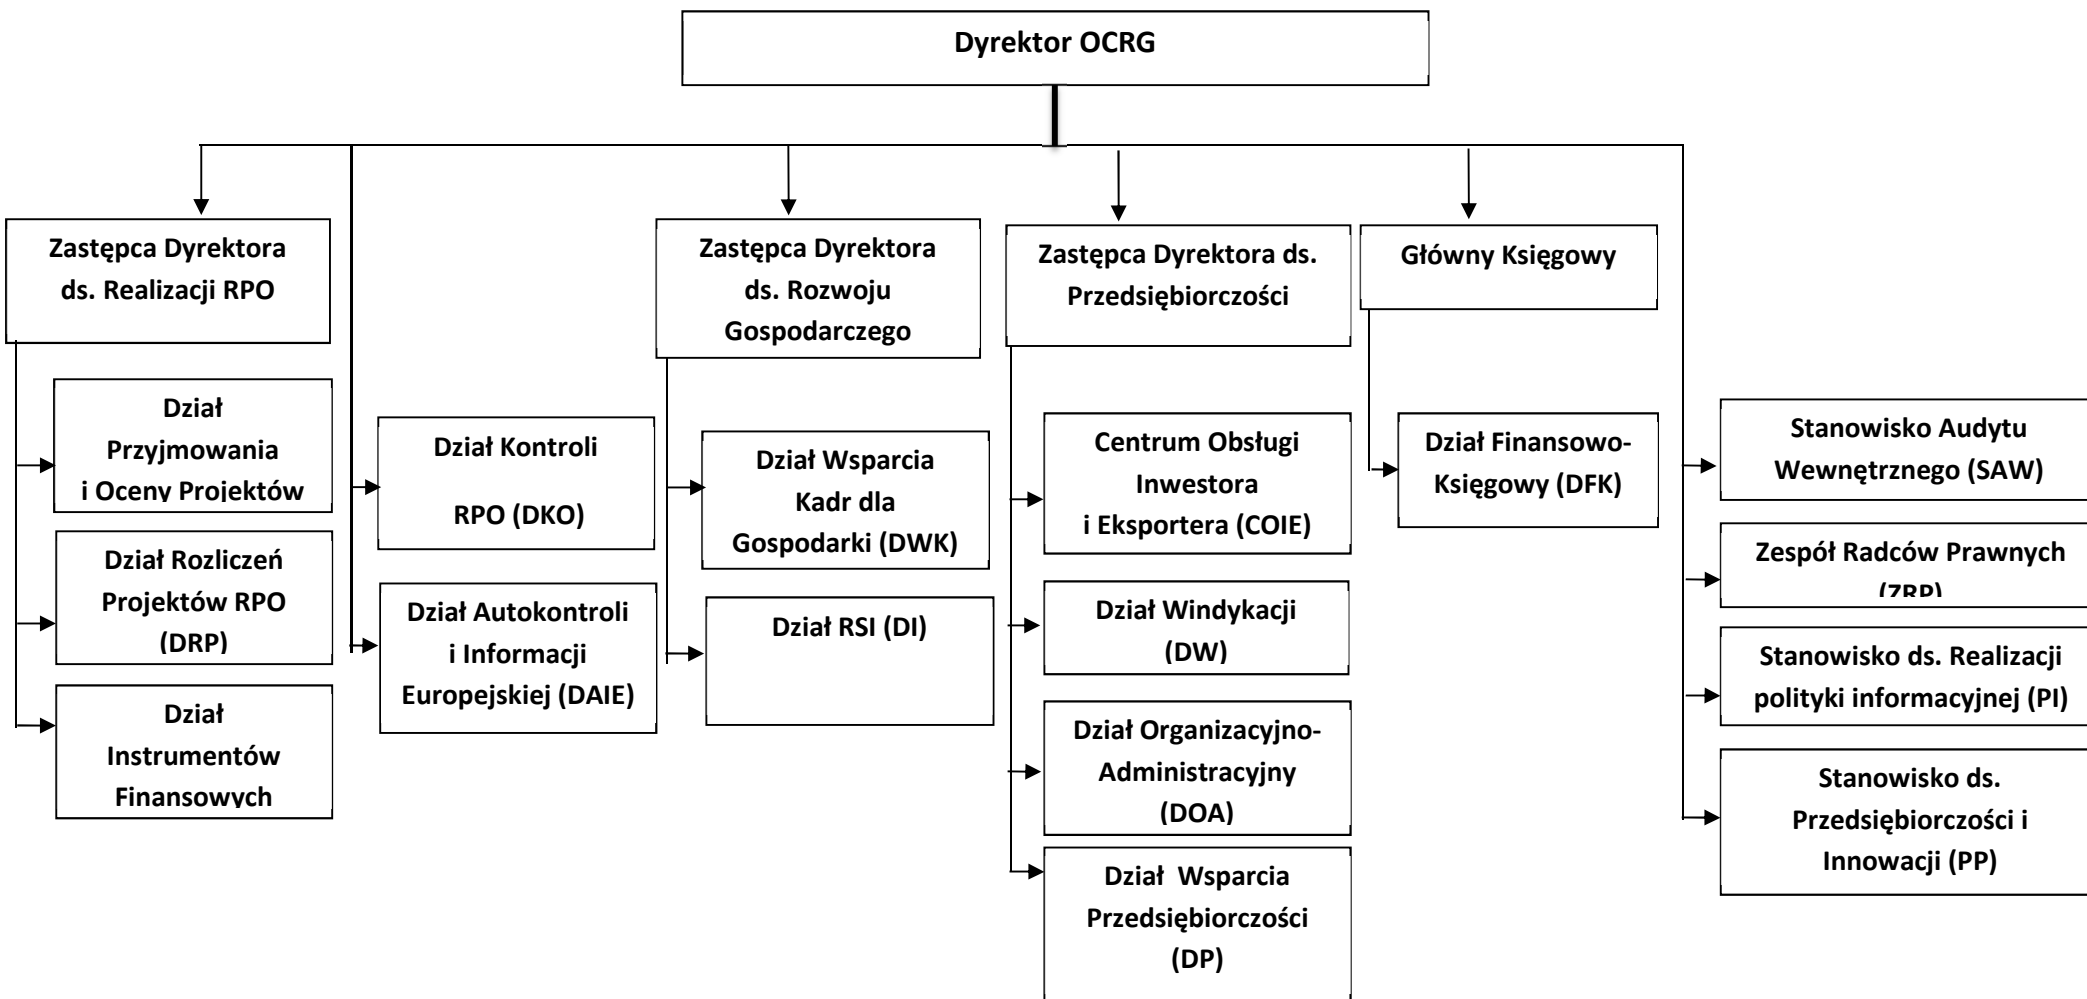 Dyrektor OCRG
Zastępca Dyrektora
ds. Realizacji RPO
Zastępca Dyrektora
ds. Rozwoju
Gospodarczego
Zastępca Dyrektora ds.
Przedsiębiorczości
Główny Księgowy
Dział
Przyjmowania
i Oceny Projektów
Dział Rozliczeń
Projektów RPO
(DRP)
Dział
Instrumentów
Finansowych
Dział Kontroli
RPO (DKO)
Dział Autokontroli
i Informacji
Europejskiej (DAIE)
Dział Wsparcia
Kadr dla
Gospodarki (DWK)
Dział RSI (DI)
Centrum Obsługi
Inwestora
i Eksportera (COIE)
Dział Windykacji
(DW)
Dział Organizacyjno-
Administracyjny
(DOA)
Dział Wsparcia
Przedsiębiorczości
(DP)
Dział Finansowo-
Księgowy (DFK)
Stanowisko Audytu
Wewnętrznego (SAW)
Zespół Radców Prawnych
(ZRP)
Stanowisko ds. Realizacji
polityki informacyjnej (PI)
Stanowisko ds.
Przedsiębiorczości i
Innowacji (PP)